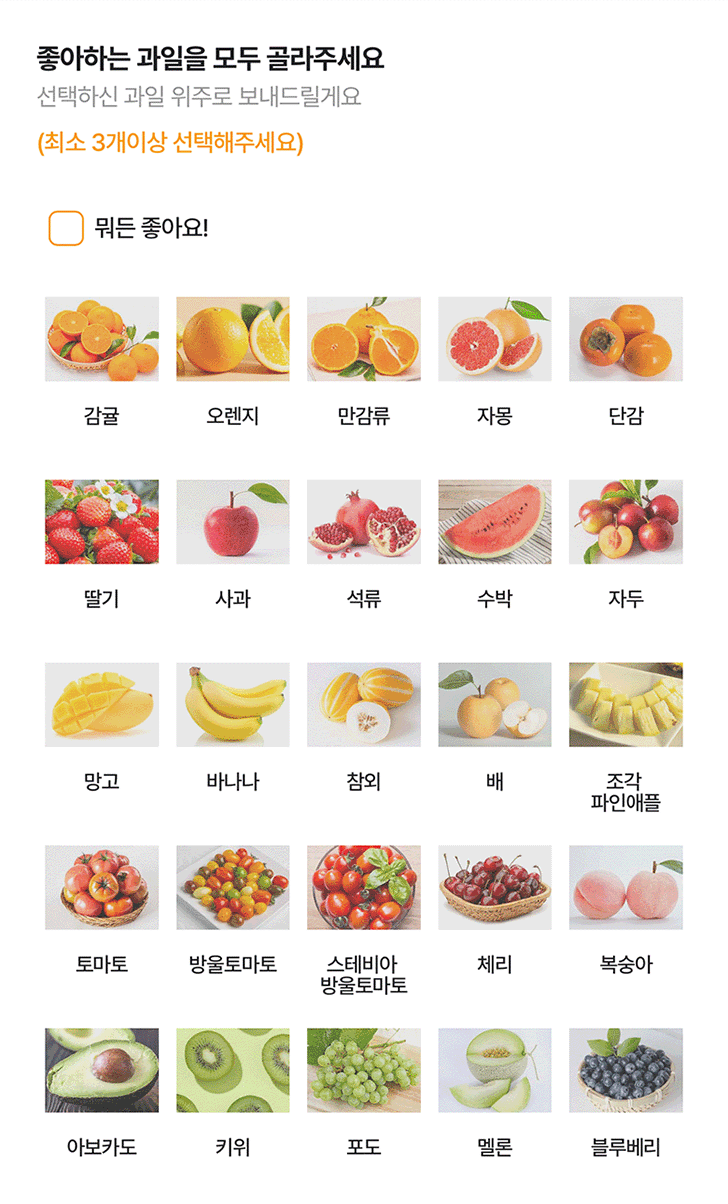 좋아하는 과일을 모두 골라주세요
선택하신 과일 위주로 보내드릴게요
(최소 3개이상 선택해주세요)
뭐든 좋아요!
감귤
오렌지
만감류
자몽
단감
딸기
사과
석류
수박
자두
망고
바나나
참외
배
조각
파인애플
토마토
방울토마토
스테비아
방울토마토
체리
복숭아
아보카도
키위
포도
멜론
블루베리